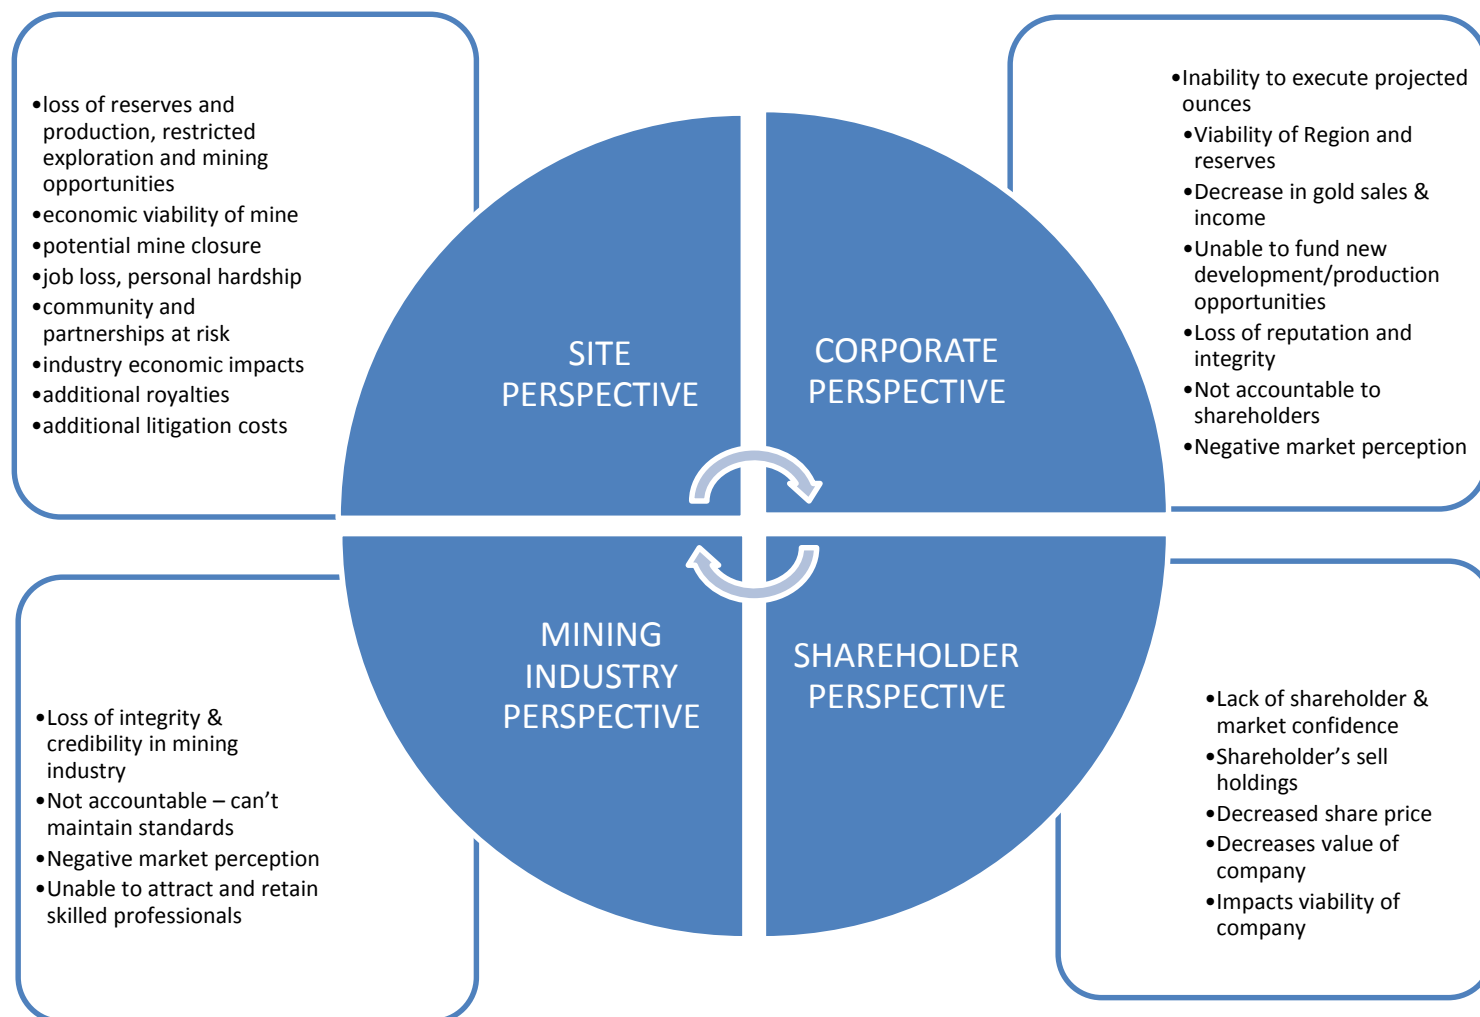 •loss of reserves and
production, restricted
exploration and mining
opportunities
•economic viability of mine
•potential mine closure
•job loss, personal hardship
•community and
partnerships at risk
•industry economic impacts
•additional royalties
•additional litigation costs
SITE
PERSPECTIVE
CORPORATE
PERSPECTIVE
•Inability to execute projected
ounces
•Viability of Region and
reserves
•Decrease in gold sales &
income
•Unable to fund new
development/production
opportunities
•Loss of reputation and
integrity
•Not accountable to
shareholders
•Negative market perception
•Loss of integrity &
credibility in mining
industry
•Not accountable – can't
maintain standards
•Negative market perception
•Unable to attract and retain
skilled professionals
MINING
INDUSTRY
PERSPECTIVE
SHAREHOLDER
PERSPECTIVE
•Lack of shareholder &
market confidence
•Shareholder's sell
holdings
•Decreased share price
•Decreases value of
company
•Impacts viability of
company